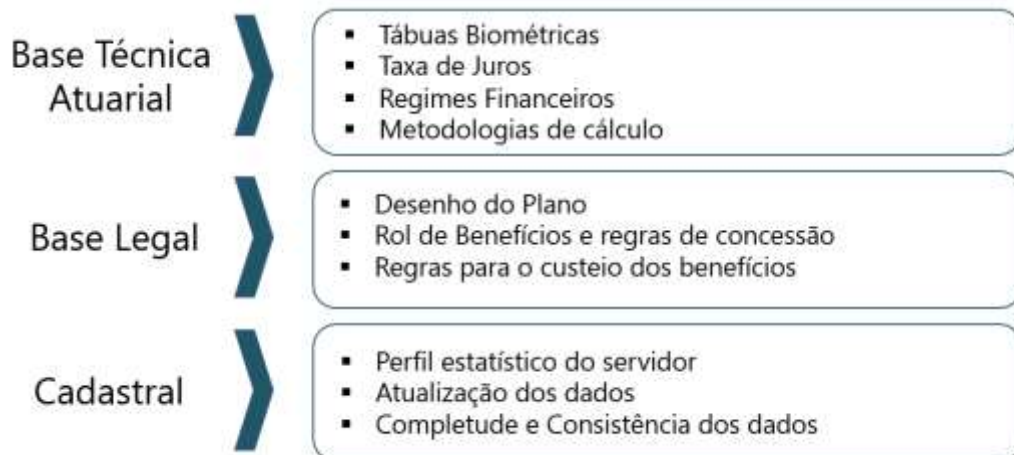 Base Técnica
Atuarial
▪ Tábuas Biométricas
▪ Taxa de Juros
▪ Regimes Financeiros
▪ Metodologias de cálculo
Base Legal
▪ Desenho do Plano
▪ Rol de Benefícios e regras de concessão
▪ Regras para o custeio dos benefícios
Cadastral
▪ Perfil estatístico do servidor
▪ Atualização dos dados
▪ Completude e Consistência dos dados